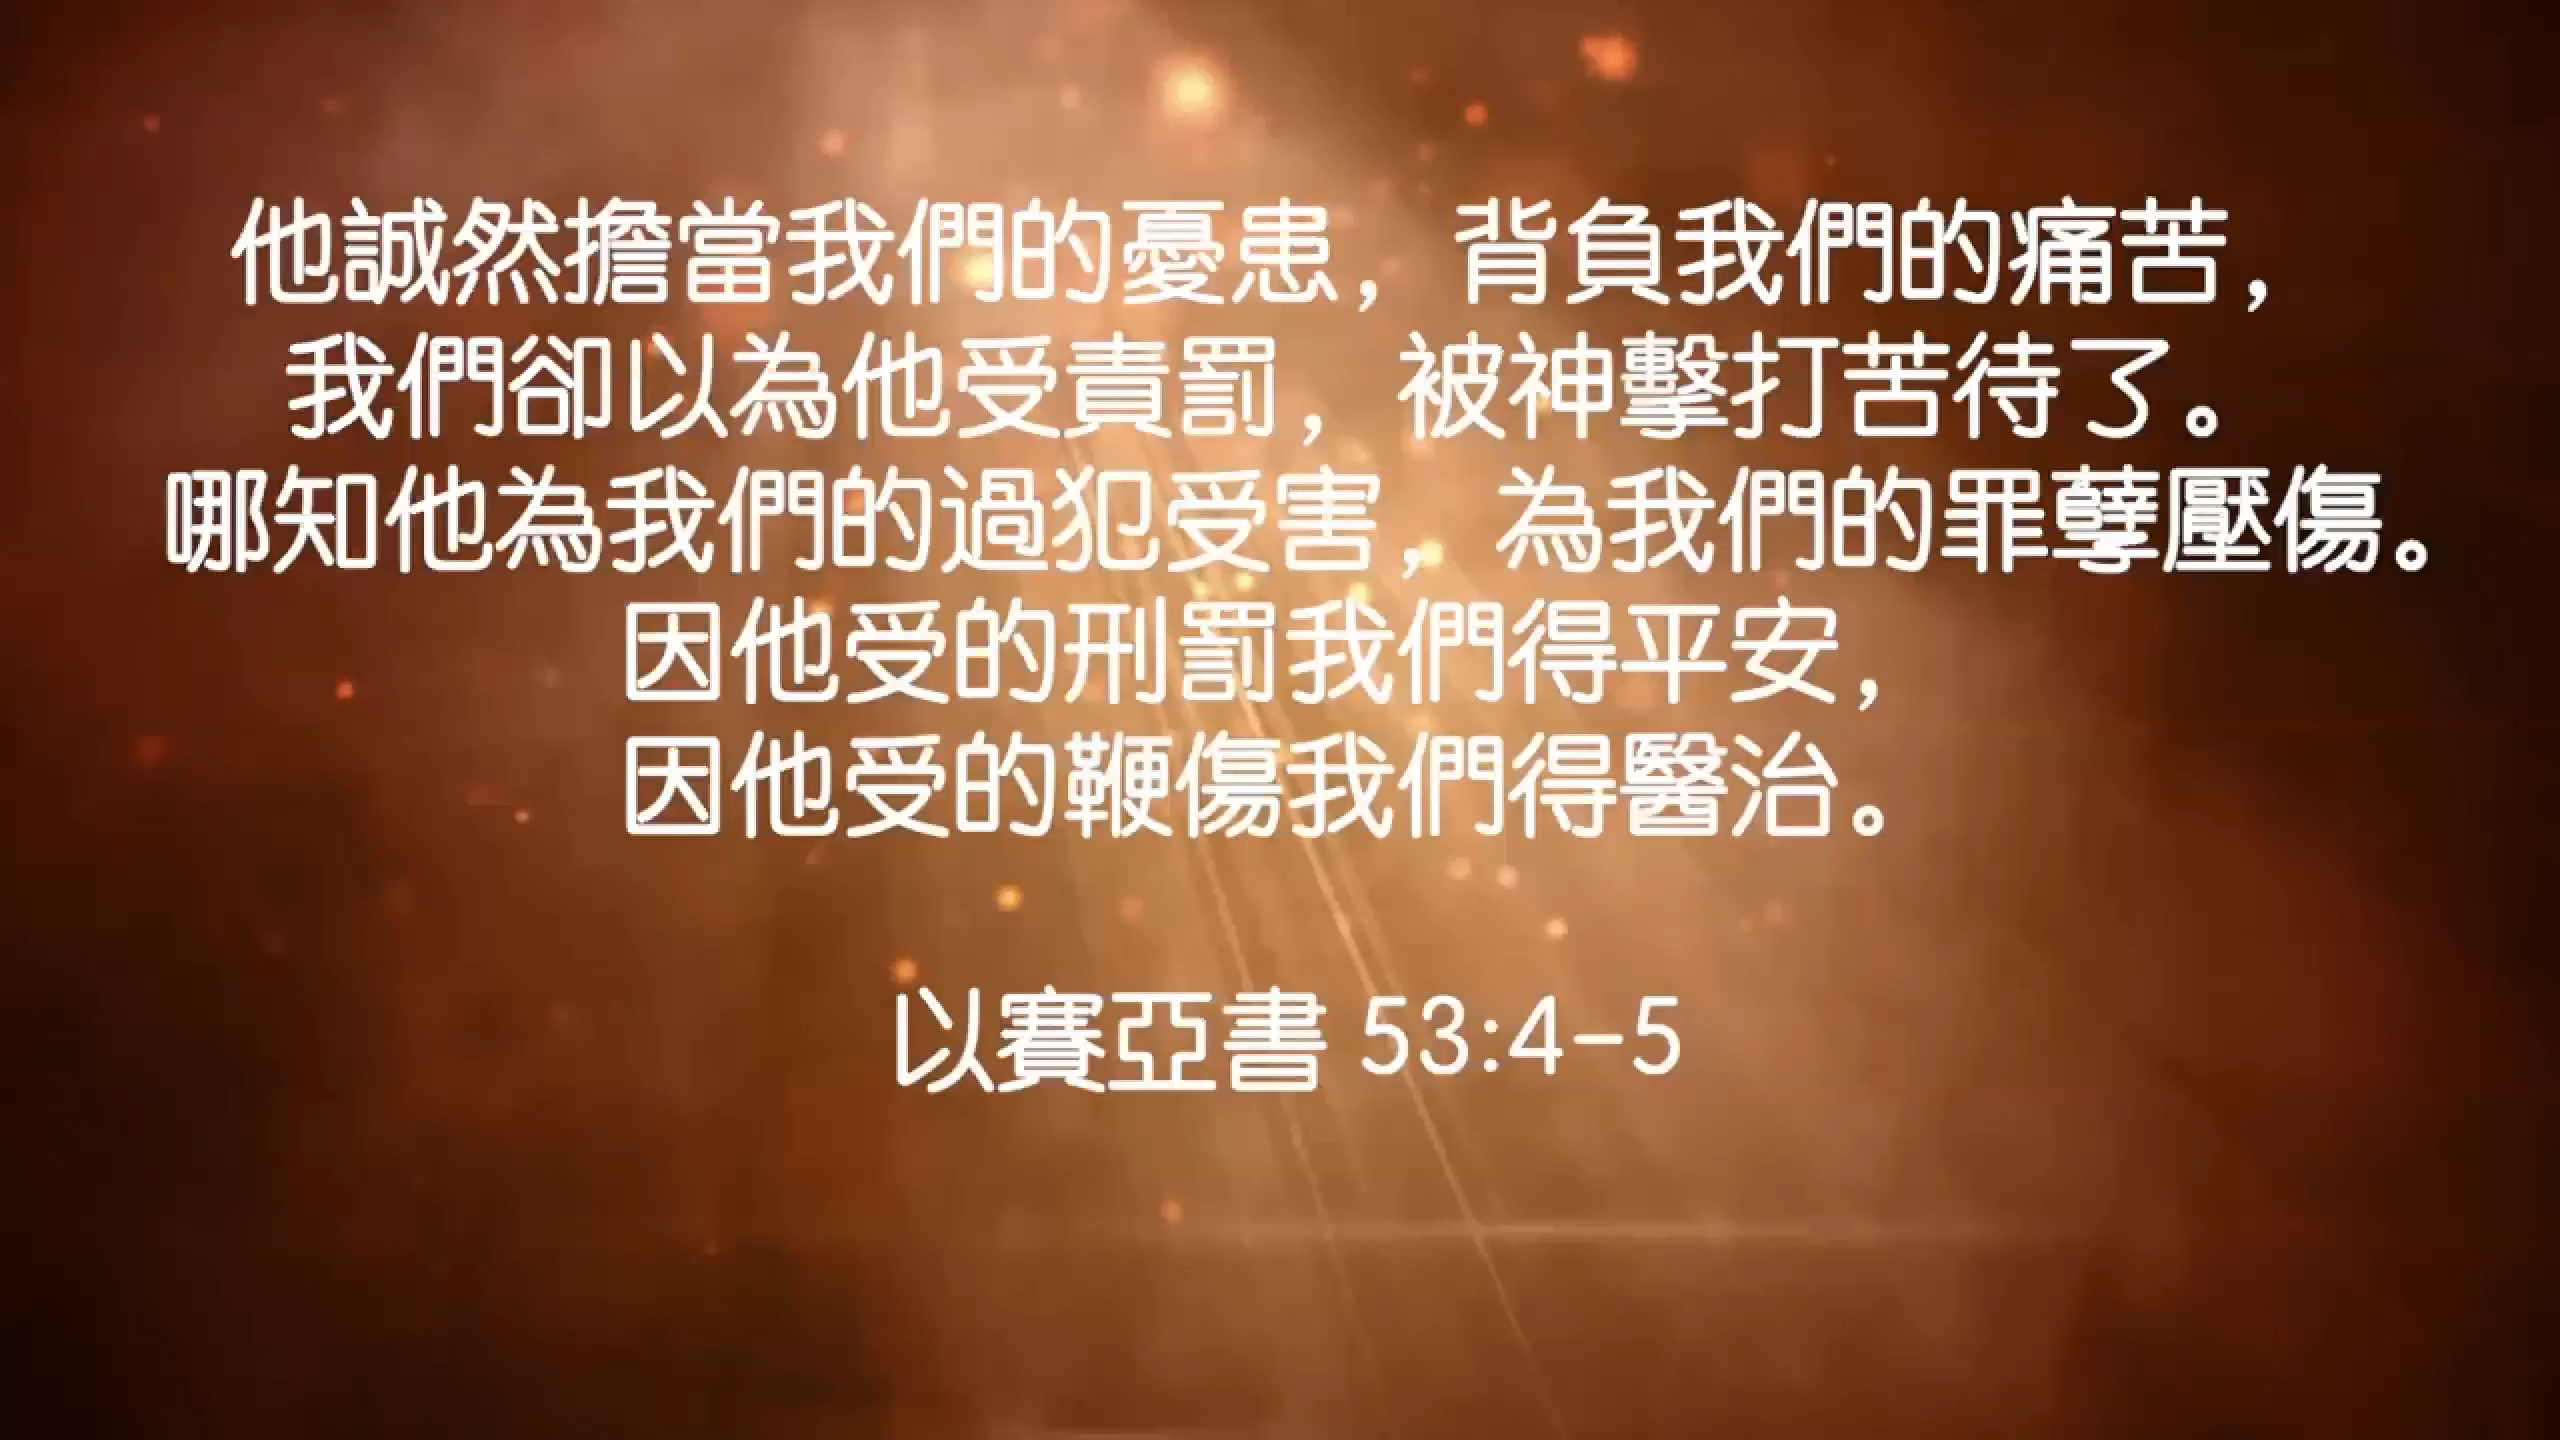 他誠然擔當我們的憂患，背負我們的痛苦，
我們卻以為他受責罰，被神擊打苦待了。
哪知他為我們的過犯受害，為我們的罪孽壓傷。
因他受的刑罰我們得平安，
因他受的鞭傷我們得醫治。
以賽亞書 53:4-5